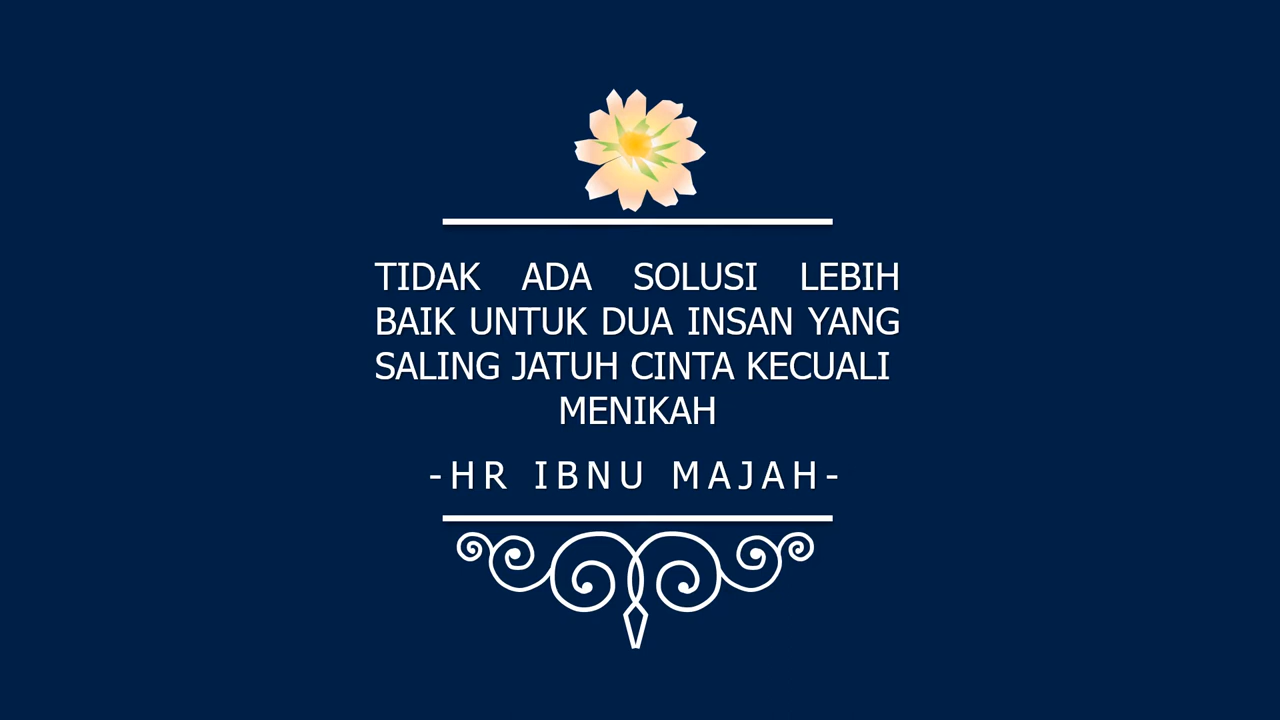 TIDAK ADA SOLUSI LEBIH
BAIK UNTUK DUA INSAN YANG
SALING JATUH CINTA KECUALI
MENIKAH
-HR IBNU MAJAH-